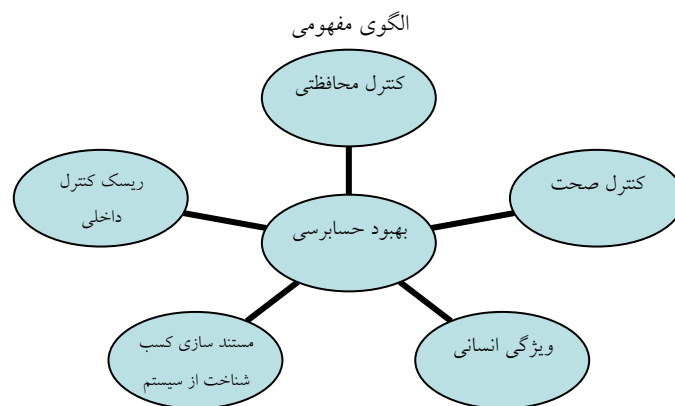 الگوی مفهومی
کنترل محافظتی
کنترل صحت
ریسک کنترل
داخلی
بهبود حسابرسی
ویژگی انسانی
مستند سازی کسب
شناخت از سیستم